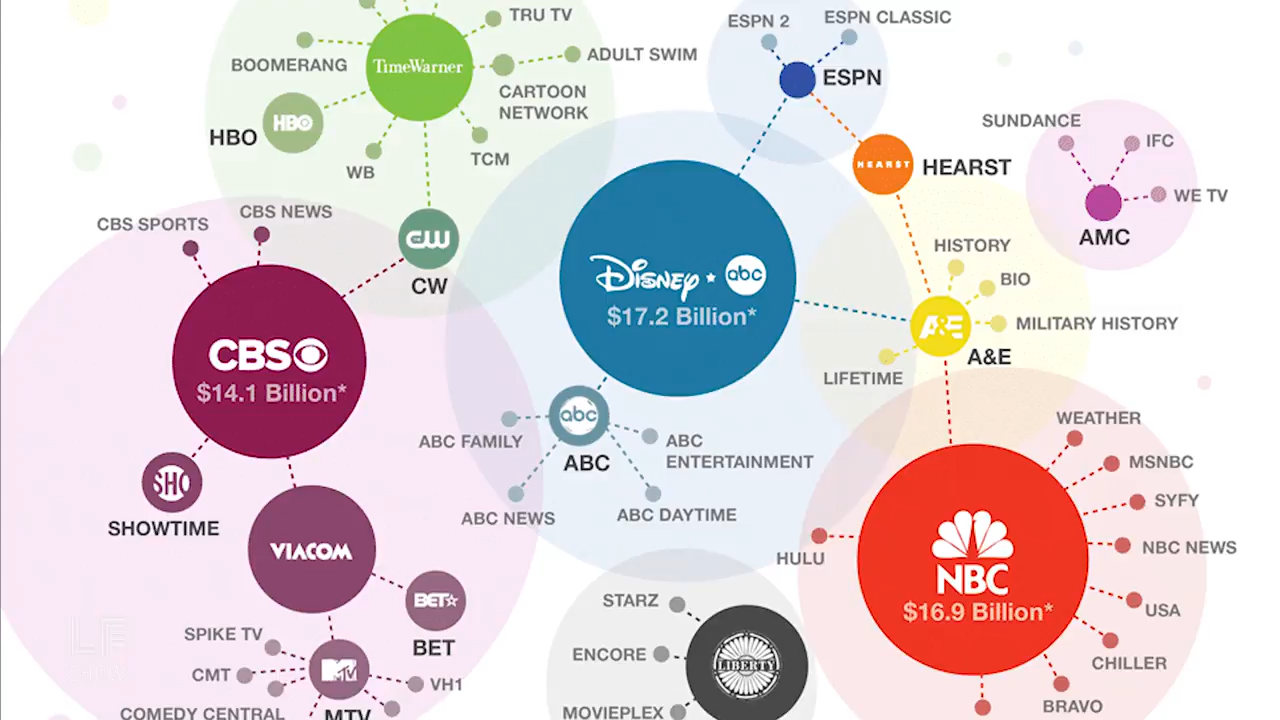 TRU TV
ESPN 2
ESPN CLASSIC
BOOMERANG
TimeWarner
ADULT SWIM
ESPN
CARTOON
NETWORK
HBO
HBO
WB
TCM
HEARST
HEARST
SUNDANCE
IFC
WE TV
AMC
CBS SPORTS
CBS NEWS
CW
CW
DISNEY
abc
$17.2 Billion*
HISTORY
BIO
A&E
MILITARY HISTORY
A&E
LIFETIME
CBS
$14.1 Billion*
abc
ABC FAMILY
ABC
ABC
ENTERTAINMENT
ABC NEWS
ABC DAYTIME
WEATHER
MSNBC
SYFY
NBC NEWS
USA
CHILLER
BRAVO
HULU
NBC
$16.9 Billion*
SHO
SHOWTIME
VIACOM
BET
BET
SPIKE TV
CMT
MTV
VH1
COMEDY CENTRAL
MTV
STARZ
ENCORE
LIBERTY
MOVIEPLEX
LF